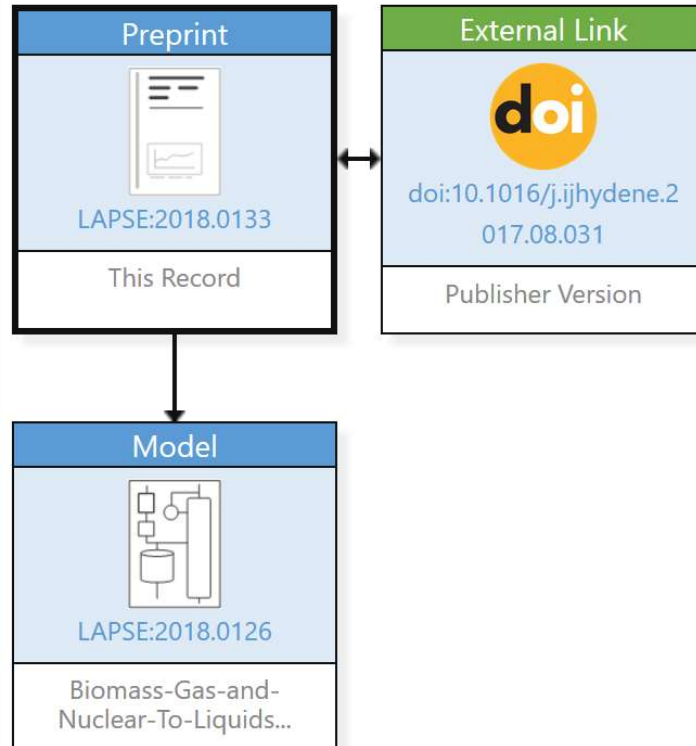 Preprint
LAPSE:2018.0133
This Record
External Link
doi
doi:10.1016/j.ijhydene.2
017.08.031
Publisher Version
Model
LAPSE:2018.0126
Biomass-Gas-and-
Nuclear-To-Liquids...